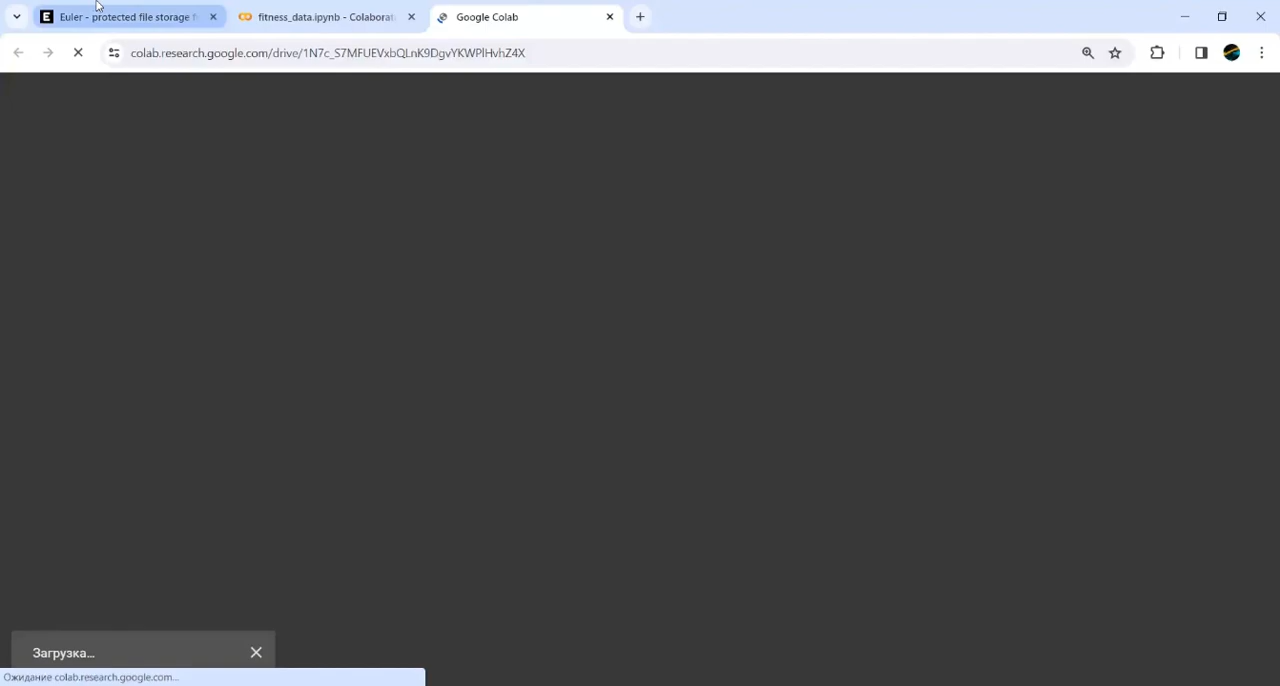 E Euler - protected file storage f
fitness_data.ipynb - Colaborat
Google Colab
colab.research.google.com/drive/1N7c_S7MFUEVxbQLnK9DgvYKWPlHvhZ4X
Загрузка...
Ожидание colab.research.google.com...